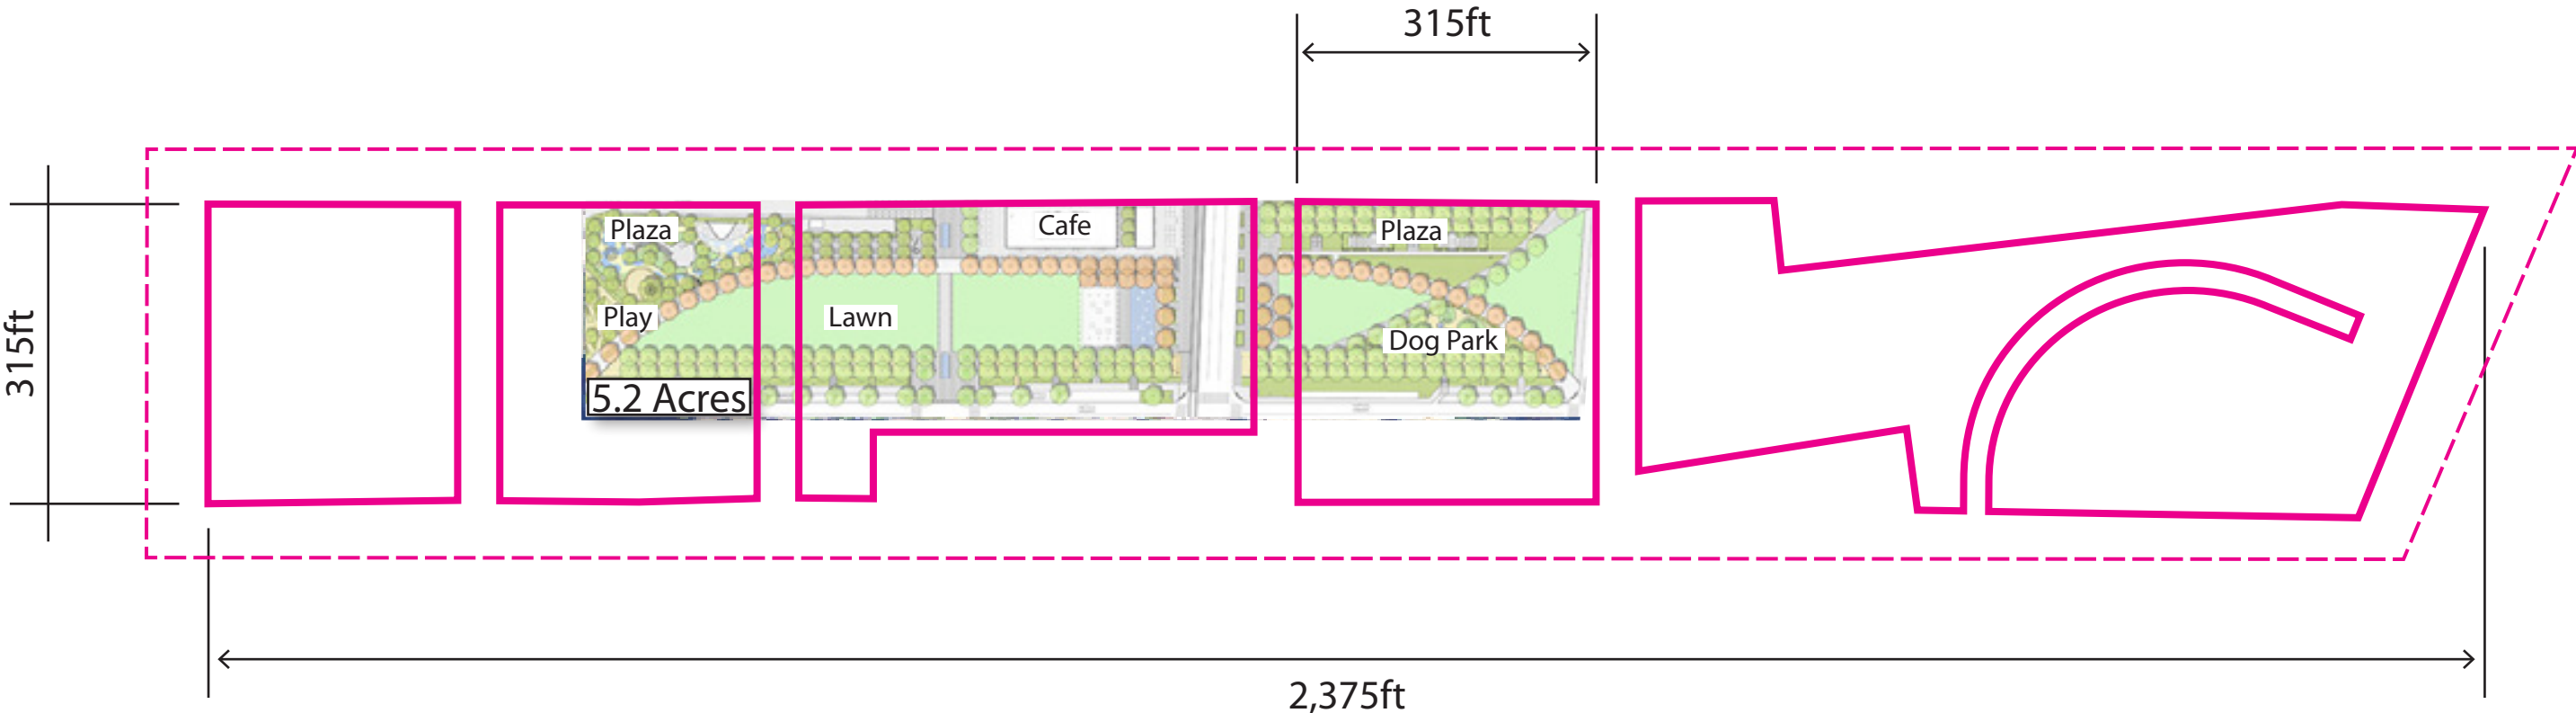 315ft
Plaza
Cafe
Plaza
Play
Lawn
Dog Park
315ft
5.2 Acres
2,375ft